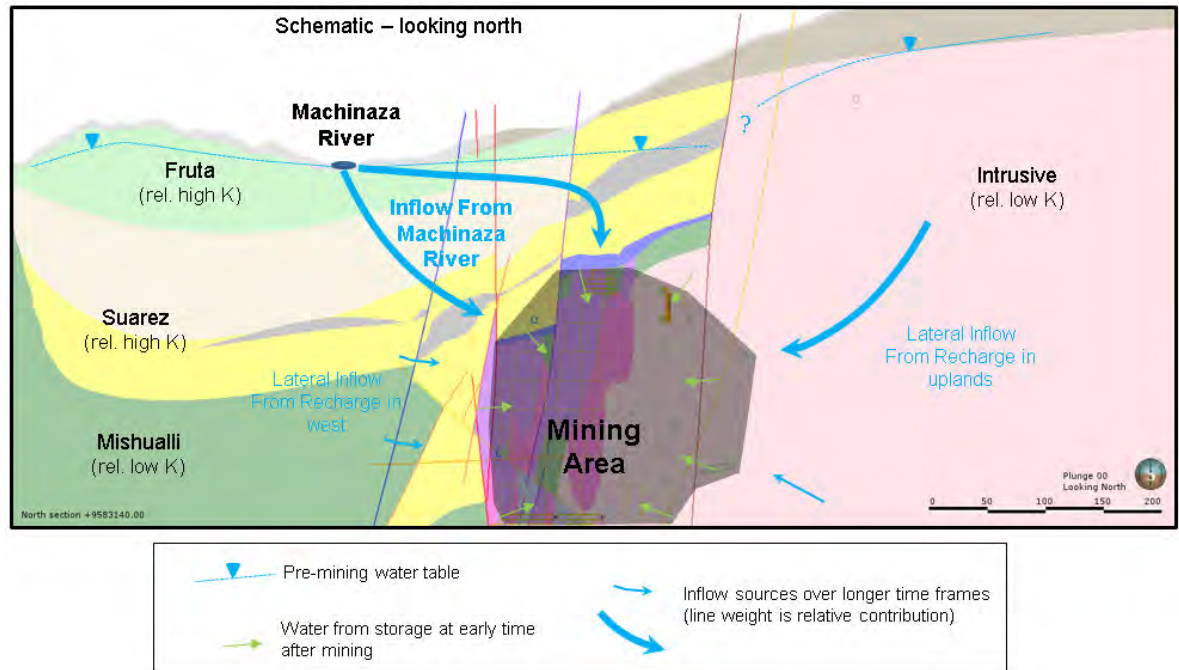 Schematic – looking north
Machinaza
River
?
Fruta
(rel. high K)
Intrusive
(rel. low K)
Inflow From
Machinaza
River
Suarez
(rel. high K)
Lateral Inflow
From Recharge in
west
Lateral Inflow
From Recharge in
uplands
Mishualli
(rel. low K)
Mining
Area
Plunge 00
Looking North
0 50 100 150 200
North section +9583140.00
Pre-mining water table
Water from storage at early time
after mining
Inflow sources over longer time frames
(line weight is relative contribution)